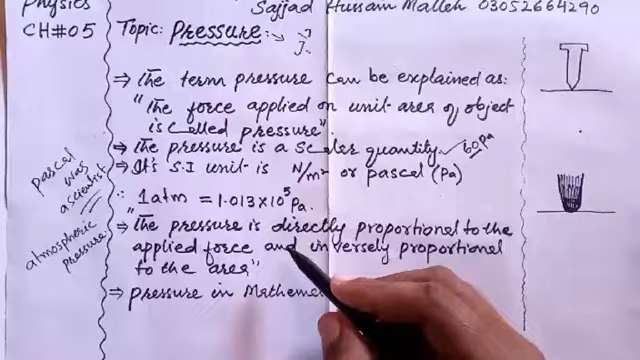 Physics
CH#05
Sajjad Hussain Malleh 03052664290
Topic: Pressure:→
⇒ The term pressure can be explained as:
"The force applied on unit area of object
is called pressure".
⇒ The pressure is a Scaler quantity ✓ 60pa
⇒ It's S.I unit is N/m² or pascal (Pa)
∴ 1 atm = 1.013×10⁵ Pa.
⇒ "The pressure is directly proportional to the
applied force and inversely proportional
to the area"
⇒ pressure in Mathem
pascal
was
a scientist
atmospheric
pressure